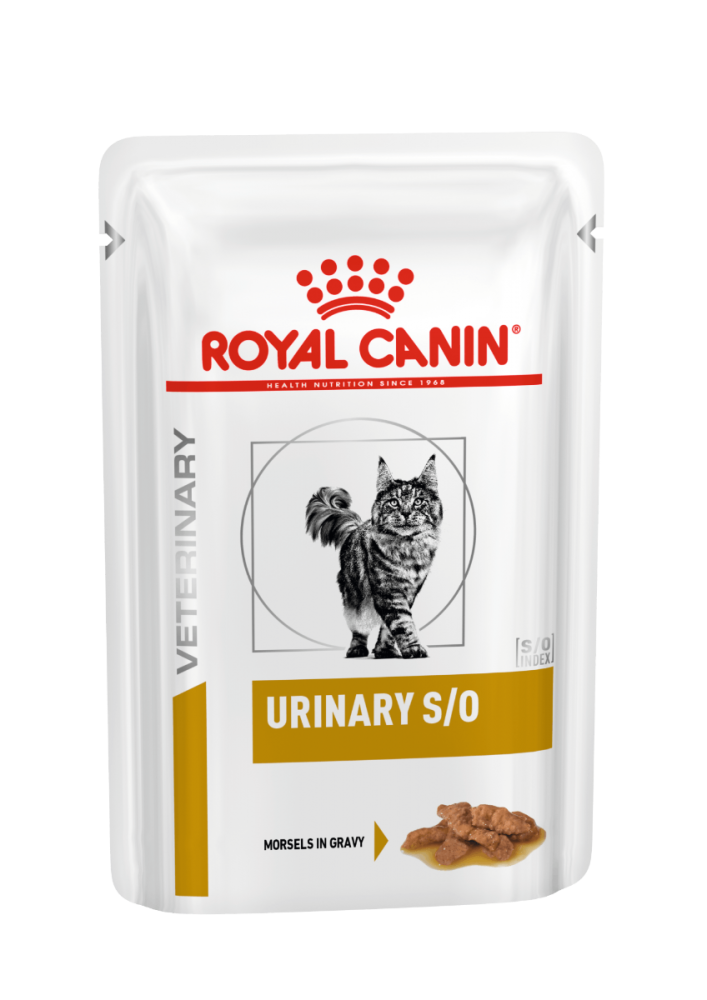 ROYAL CANIN®
HEALTH NUTRITION SINCE 1968
VETERINARY
[S/O]
INDEX
URINARY S/O
MORSELS IN GRAVY